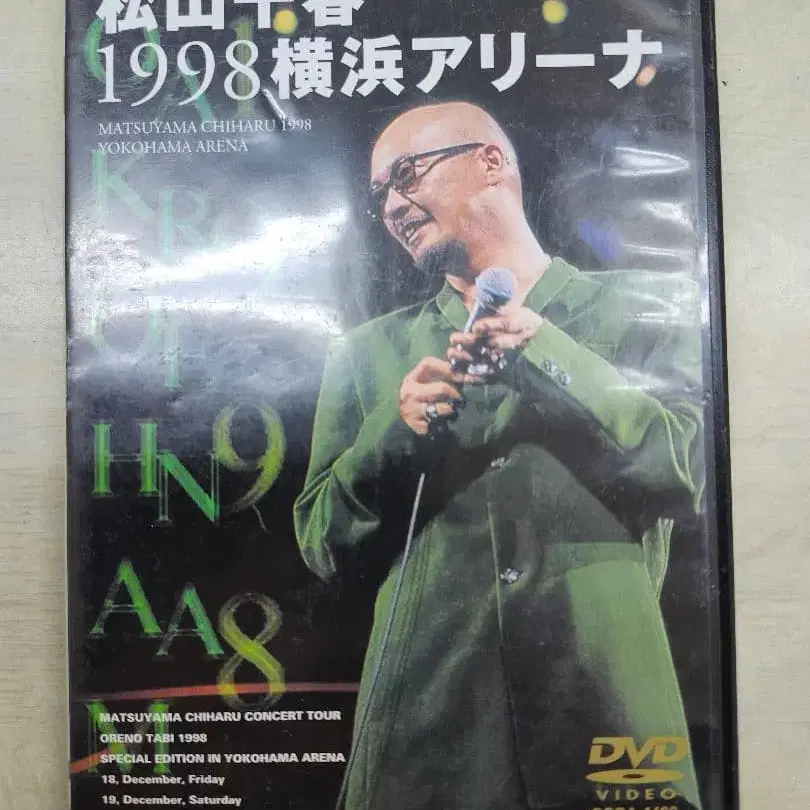 松山千春
1998横浜アリーナ
MATSUYAMA CHIHARU 1998
YOKOHAMA ARENA
MATSUYAMA CHIHARU CONCERT TOUR
ORENO TABI 1998
SPECIAL EDITION IN YOKOHAMA ARENA
18, December, Friday
19, December, Saturday
DVD
VIDEO